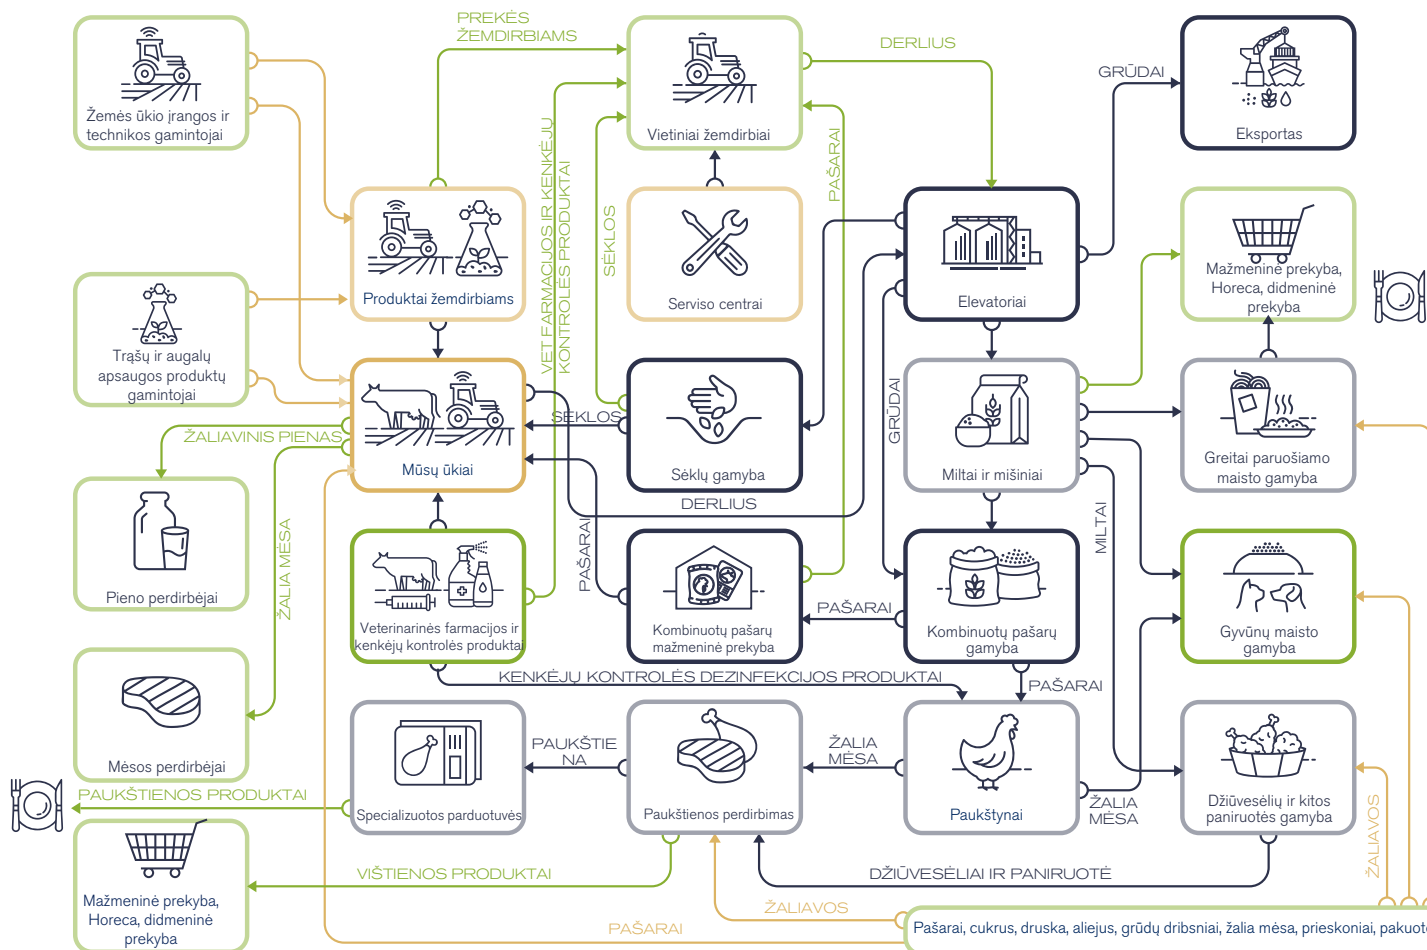 PREKĖS
ŽEMDIRBIAMS
DERLIUS
GRŪDAI
Žemės ūkio įrangos ir
technikos gamintojai
Vietiniai žemdirbiai
Eksportas
VET FARMACIJOS IR KENKĖJŲ
KONTROLĖS PRODUKTAI
SĖKLOS
PAŠARAI
Produktai žemdirbiams
Serviso centrai
Elevatoriai
Mažmeninė prekyba,
Horeca, didmeninė
prekyba
Trąšų ir augalų
apsaugos produktų
gamintojai
ŽALIAVINIS PIENAS
SĖKLOS
GRŪDAI
Mūsų ūkiai
Sėklų gamyba
Miltai ir mišiniai
Greitai paruošiamo
maisto gamyba
DERLIUS
ŽALIA MĖSA
PAŠARAI
MILTAI
Pieno perdirbėjai
Veterinarinės farmacijos ir
kenkėjų kontrolės produktai
Kombinuotų pašarų
mažmeninė prekyba
PAŠARAI
Kombinuotų pašarų
gamyba
Gyvūnų maisto
gamyba
KENKĖJŲ KONTROLĖS DEZINFEKCIJOS PRODUKTAI
PAŠARAI
Mėsos perdirbėjai
PAUKŠTIE
NA
ŽALIA
MĖSA
PAUKŠTIENOS PRODUKTAI
Specializuotos parduotuvės
Paukštienos perdirbimas
Paukštynai
ŽALIA
MĖSA
Džiūvesėlių ir kitos
paniruotės gamyba
ŽALIAVOS
VIŠTIENOS PRODUKTAI
DŽIŪVESĖLIAI IR PANIRUOTĖ
Mažmeninė prekyba,
Horeca, didmeninė
prekyba
PAŠARAI
ŽALIAVOS
Pašarai, cukrus, druska, aliejus, grūdų dribsniai, žalia mėsa, prieskoniai, pakuot